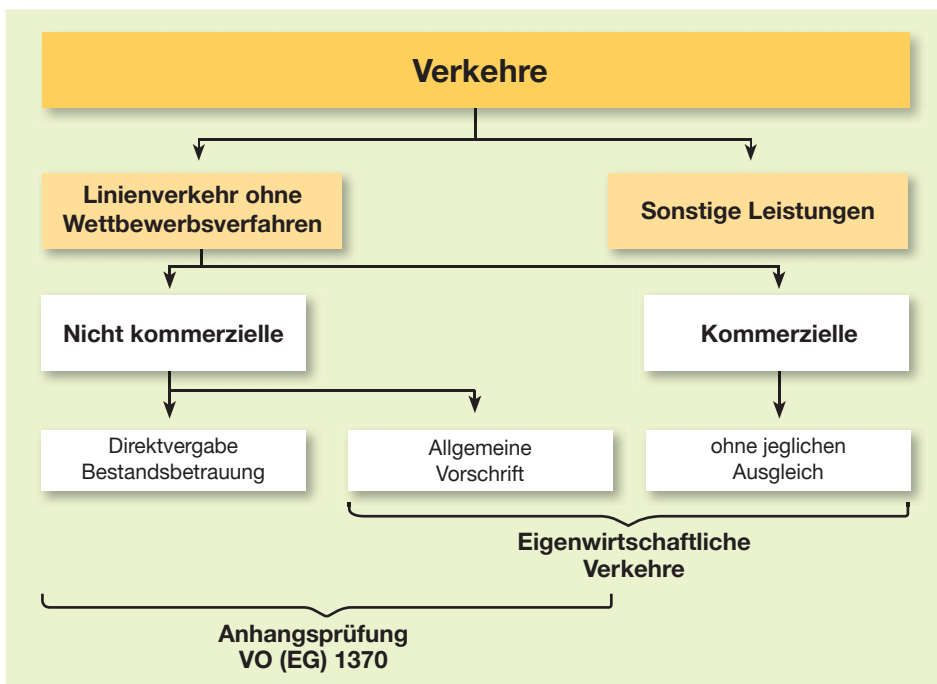 Verkehre
Linienverkehr ohne
Wettbewerbsverfahren
Sonstige Leistungen
Nicht kommerzielle
Kommerzielle
Direktvergabe
Bestandsbetrauung
Allgemeine
Vorschrift
ohne jeglichen
Ausgleich
Eigenwirtschaftliche
Verkehre
Anhangsprüfung
VO (EG) 1370